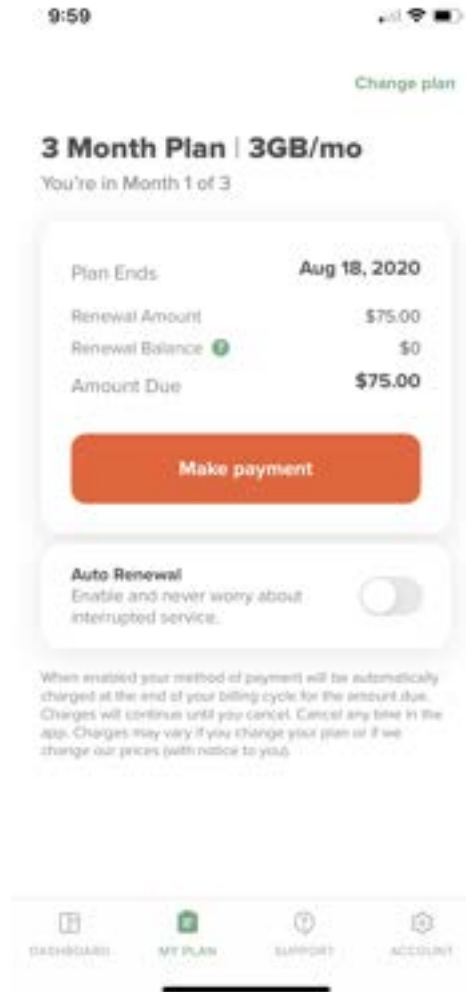 9:59
Change plan
3 Month Plan | 3GB/mo
You're in Month 1 of 3
Plan Ends Aug 18, 2020
Renewal Amount $75.00
Renewal Balance ? $0
Amount Due $75.00
Make payment
Auto Renewal
Enable and never worry about
interrupted service.
When enabled your method of payment will be automatically
charged at the end of your billing cycle for the amount due.
Charges will continue until you cancel. Cancel any time in the
app. Charges may vary if you change your plan or if we
change our prices (with notice to you).
DASHBOARD MY PLAN SUPPORT ACCOUNT